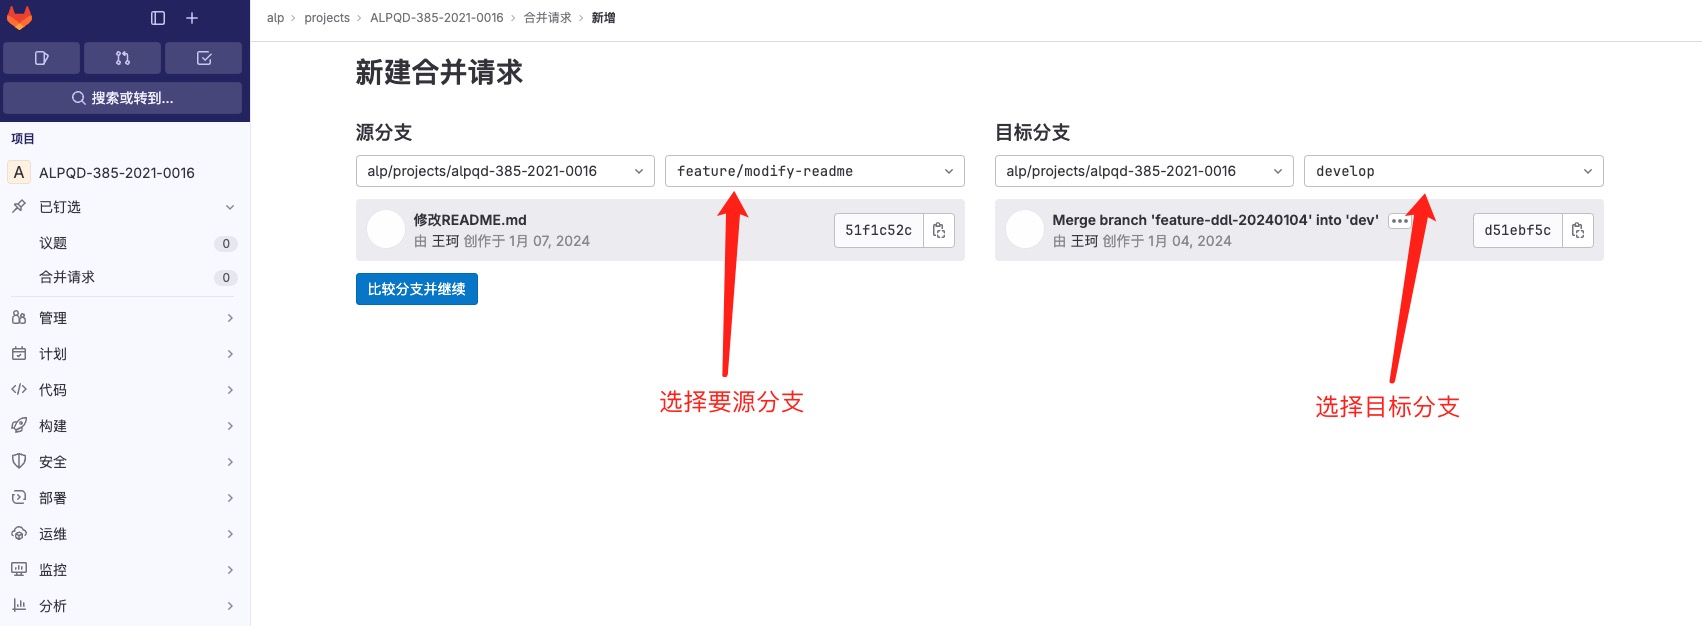 alp › projects › ALPQD-385-2021-0016 › 合并请求 › 新增
搜索或转到...
项目
A ALPQD-385-2021-0016
已钉选
议题 0
合并请求 0
管理
计划
代码
构建
安全
部署
运维
监控
分析
新建合并请求
源分支
alp/projects/alpqd-385-2021-0016
feature/modify-readme
修改README.md
由 王珂 创作于 1月 07, 2024
51f1c52c
比较分支并继续
选择要源分支
目标分支
alp/projects/alpqd-385-2021-0016
develop
Merge branch 'feature-ddl-20240104' into 'dev'
由 王珂 创作于 1月 04, 2024
d51ebf5c
选择目标分支